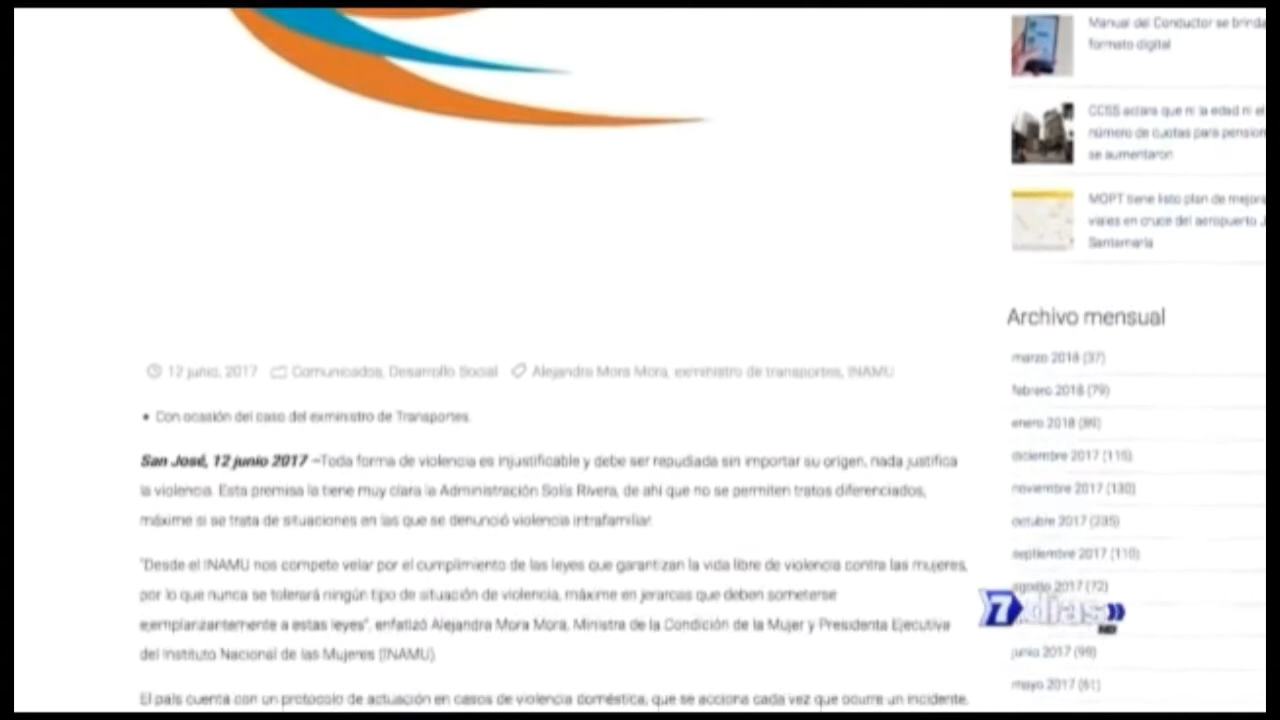 Manual del Conductor se brinda
formato digital
CCSS aclara que ni la edad ni el
número de cuotas para pension
se aumentaron
MOPT tiene listo plan de mejora
viales en cruce del aeropuerto J
Santamaría
Archivo mensual
marzo 2018 (37)
febrero 2018 (79)
enero 2018 (89)
diciembre 2017 (115)
noviembre 2017 (130)
octubre 2017 (235)
septiembre 2017 (110)
agosto 2017 (72)
junio 2017 (99)
mayo 2017 (61)
12 junio, 2017 Comunicados, Desarrollo Social Alejandra Mora Mora, exministro de transportes, INAMU
• Con ocasión del caso del exministro de Transportes.
San José, 12 junio 2017 –Toda forma de violencia es injustificable y debe ser repudiada sin importar su origen, nada justifica
la violencia. Esta premisa la tiene muy clara la Administración Solís Rivera, de ahí que no se permiten tratos diferenciados,
máxime si se trata de situaciones en las que se denunció violencia intrafamiliar.
"Desde el INAMU nos compete velar por el cumplimiento de las leyes que garantizan la vida libre de violencia contra las mujeres,
por lo que nunca se tolerará ningún tipo de situación de violencia, máxime en jerarcas que deben someterse
ejemplarizantemente a estas leyes", enfatizó Alejandra Mora Mora, Ministra de la Condición de la Mujer y Presidenta Ejecutiva
del Instituto Nacional de las Mujeres (INAMU).
El país cuenta con un protocolo de actuación en casos de violencia doméstica, que se acciona cada vez que ocurre un incidente.
7 días HD